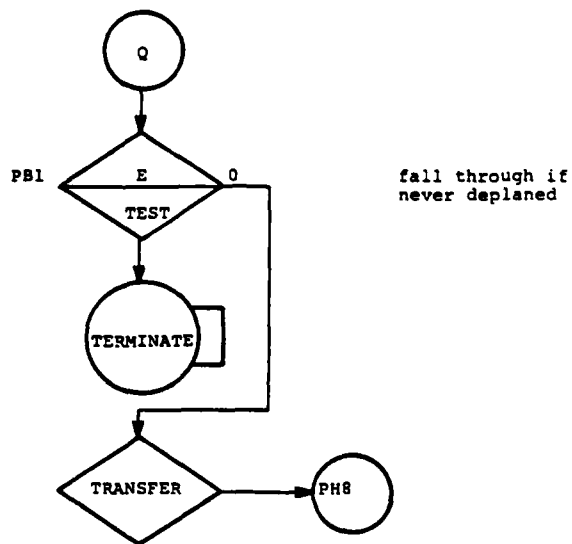 Q
PB1
E
0
TEST
fall through if
never deplaned
TERMINATE
TRANSFER
PH8